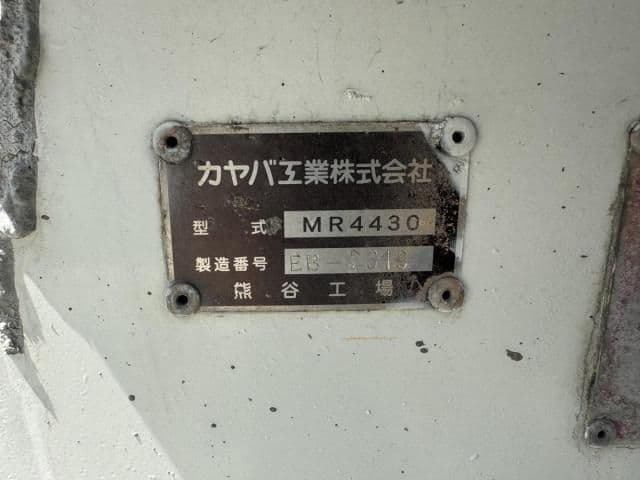 カヤバ工業株式会社
型式 MR4430
製造番号
熊谷工場